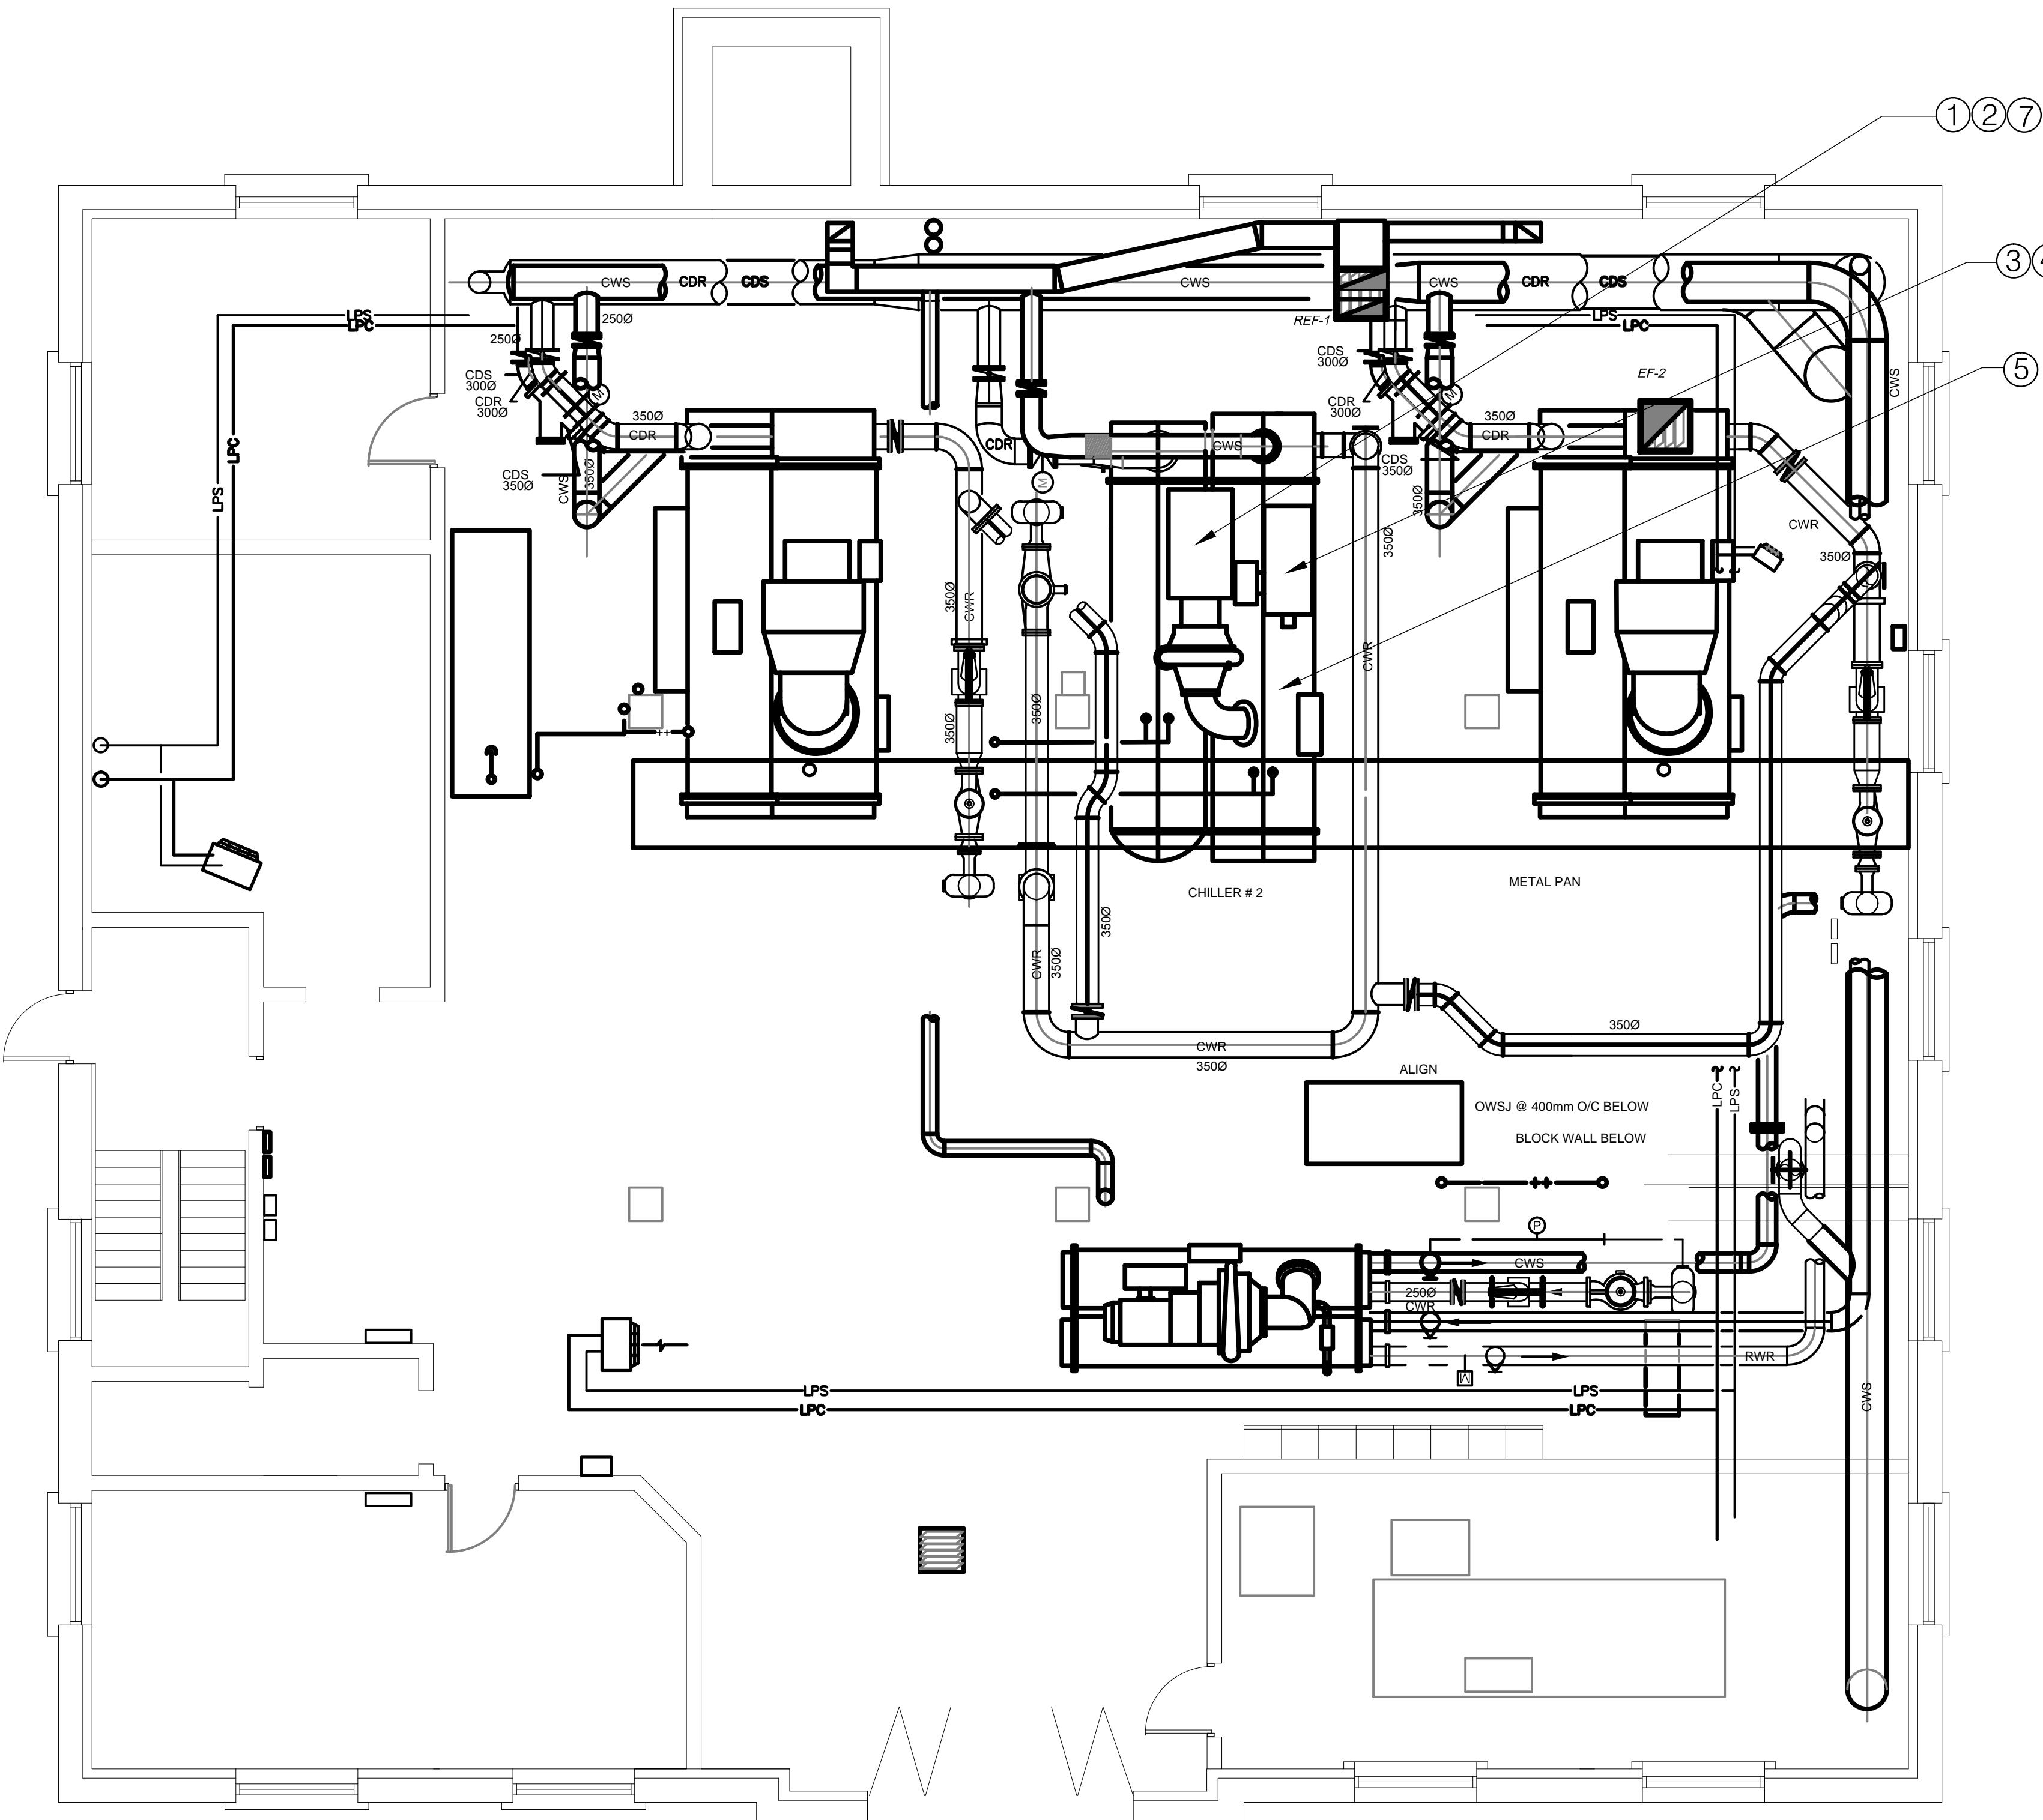 ①②⑦
③
⑤
CWS
CDR
CDS
CWS
CWS
CDR
CDS
LPS
LPC
250Ø
250Ø
REF-1
LPS
LPC
CDS
300Ø
CDR
300Ø
CDS
300Ø
CDR
300Ø
EF-2
CWS
M
350Ø
CDR
CDR
CWS
M
350Ø
CDR
CDS
350Ø
CWS
350Ø
M
CDS
350Ø
350Ø
350Ø
CWR
350Ø
LPC
LPS
350Ø
CWR
350Ø
350Ø
CWR
CHILLER # 2
METAL PAN
350Ø
CWR
350Ø
CWR
350Ø
350Ø
ALIGN
OWSJ @ 400mm O/C BELOW
BLOCK WALL BELOW
LPC
LPS
P
CWS
250Ø
CWR
M
RWR
LPS
LPS
LPC
LPC
CWS